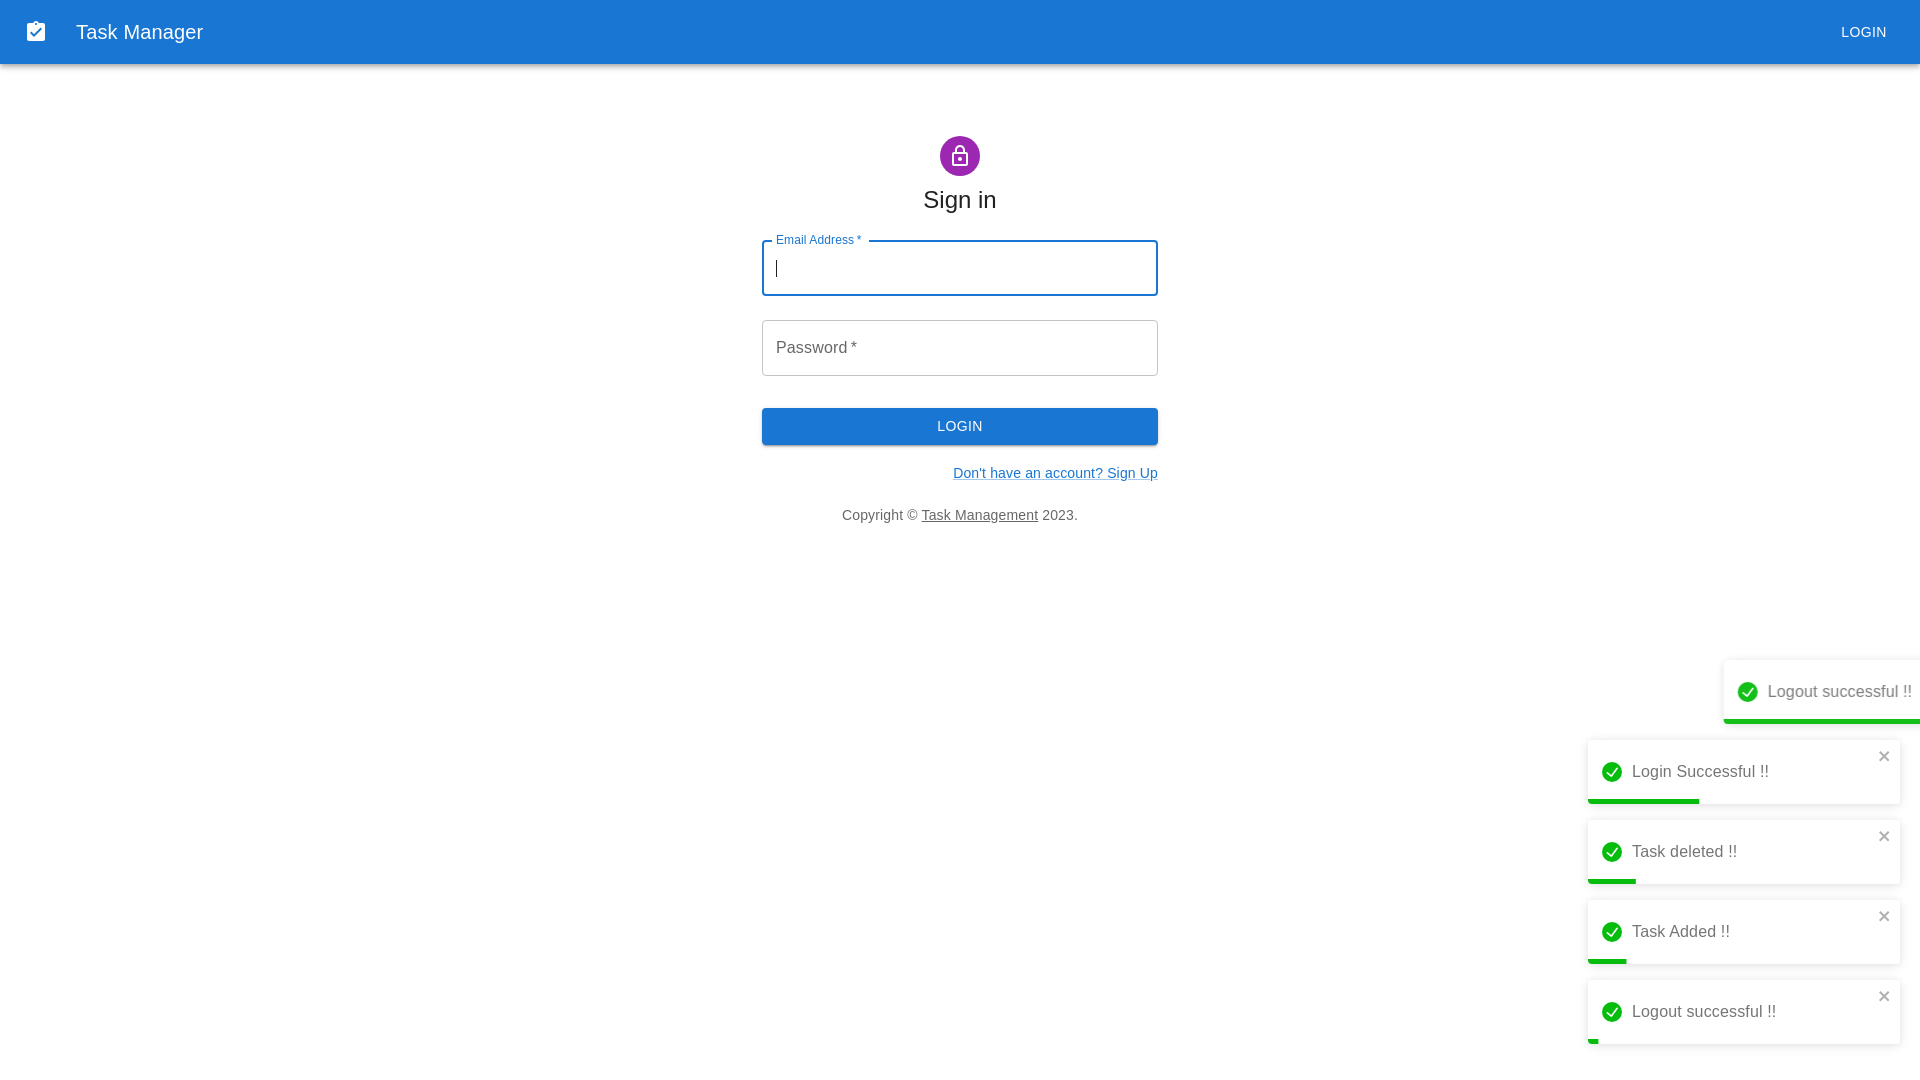 Task Manager
LOGIN
Sign in
Email Address *
Password *
LOGIN
Don't have an account? Sign Up
Copyright © Task Management 2023.
Logout successful !!
Login Successful !!
Task deleted !!
Task Added !!
Logout successful !!